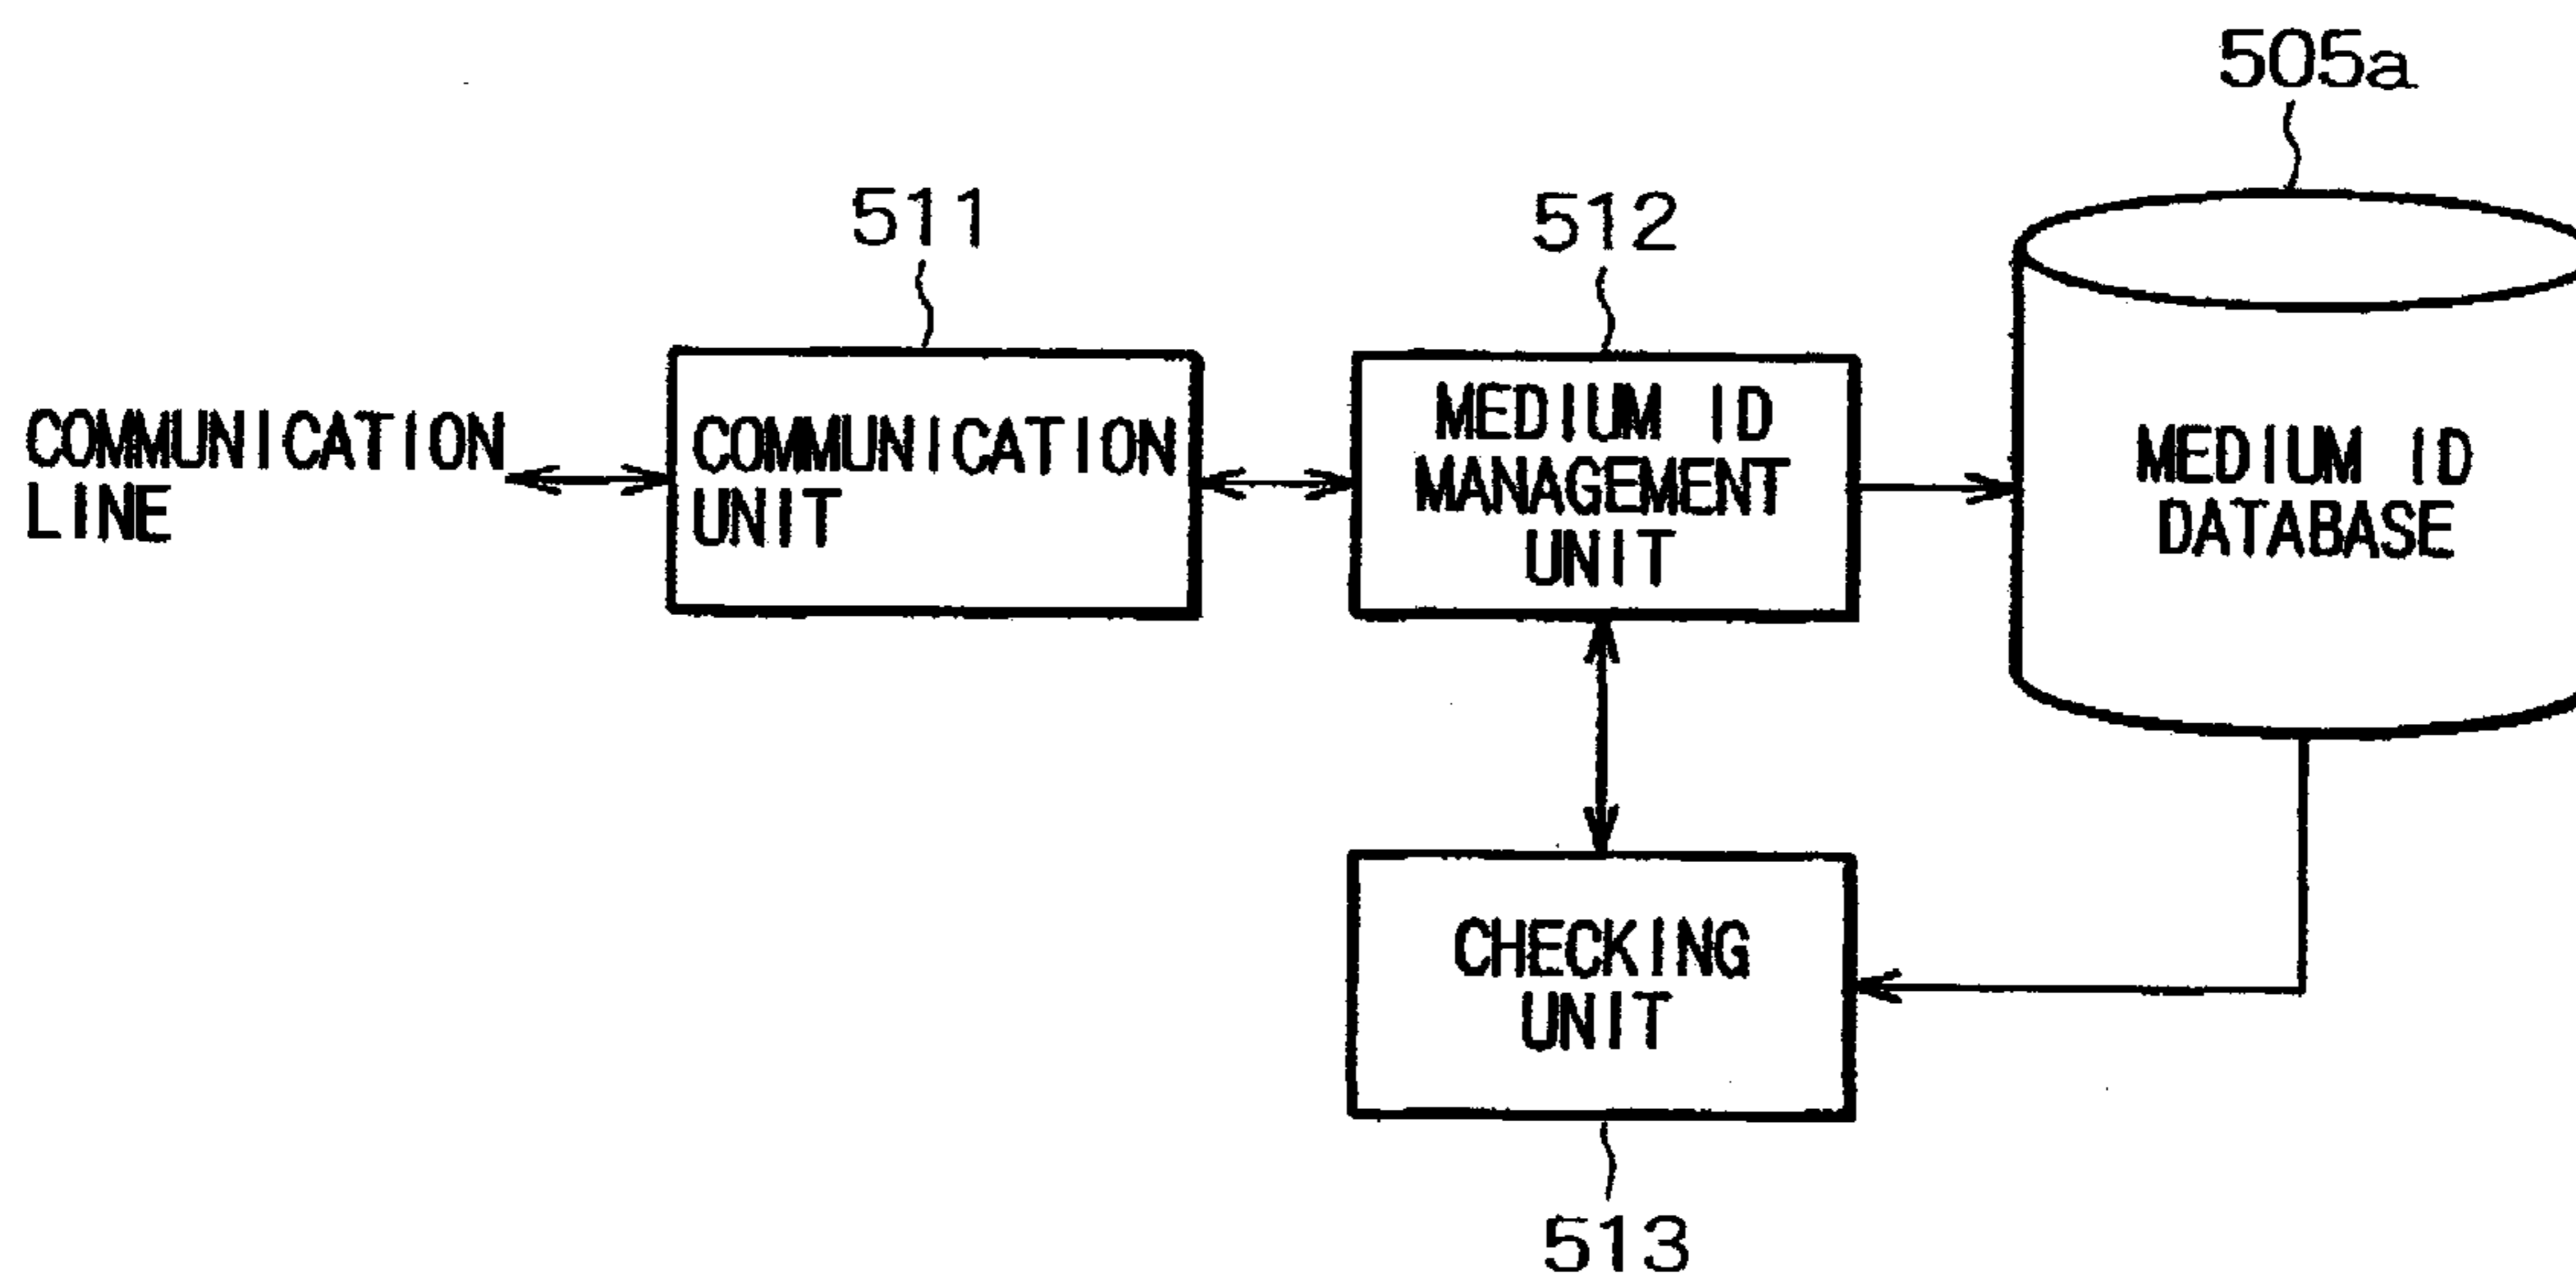 505a
511
512
COMMUNICATION
LINE
COMMUNICATION
UNIT
MEDIUM ID
MANAGEMENT
UNIT
MEDIUM ID
DATABASE
CHECKING
UNIT
513